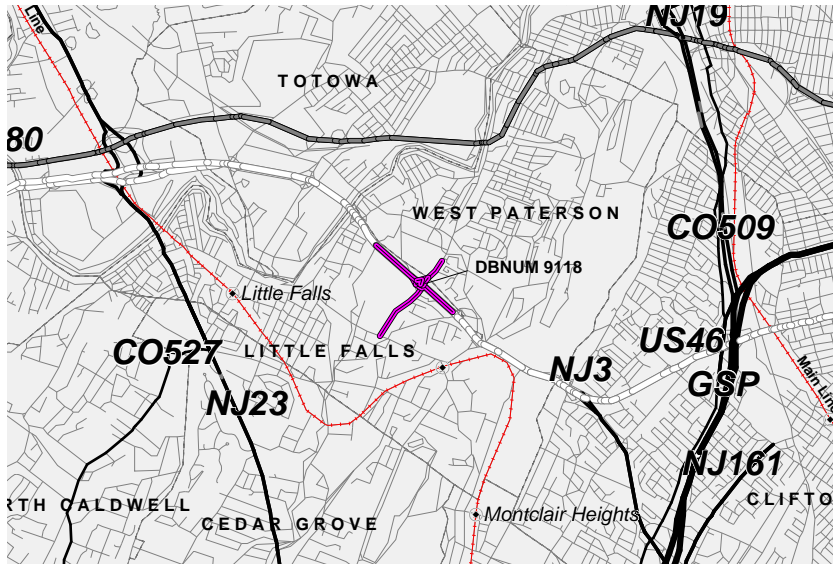 Line
NJ19
TOTOWA
80
WEST PATERSON
CO509
DBNUM 9118
Little Falls
US46
CO527
LITTLE FALLS
NJ3
GSP
Main Line
NJ23
NJ161
RTH CALDWELL
CLIFTO
CEDAR GROVE
Montclair Heights